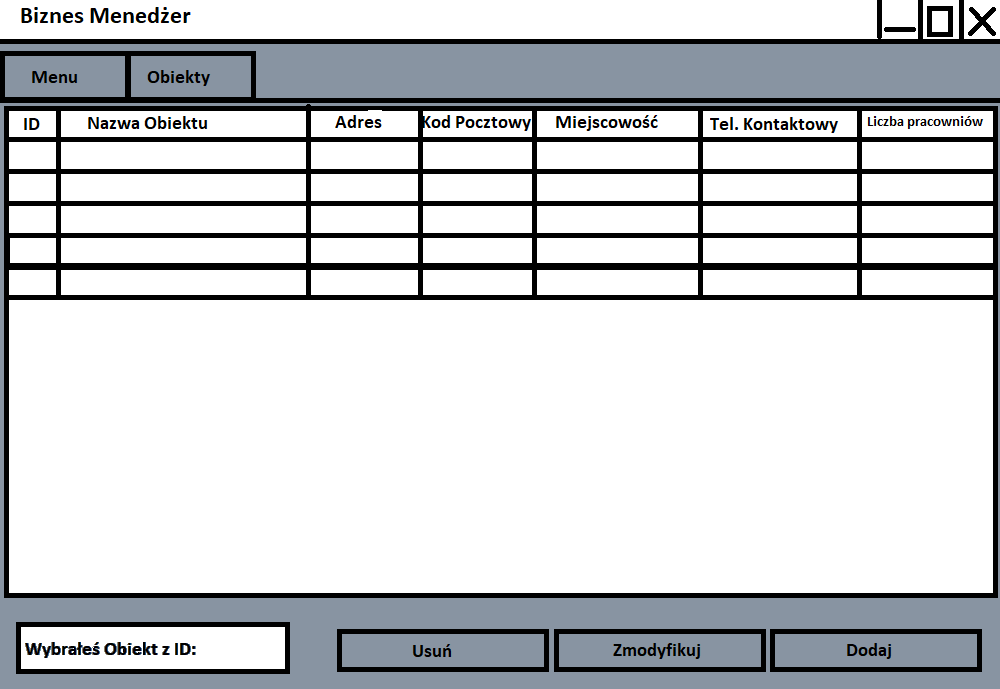 Biznes Menedżer
Menu Obiekty
ID Nazwa Obiektu Adres Kod Pocztowy Miejscowość Tel. Kontaktowy Liczba pracowniów
Wybrałeś Obiekt z ID: Usuń Zmodyfikuj Dodaj